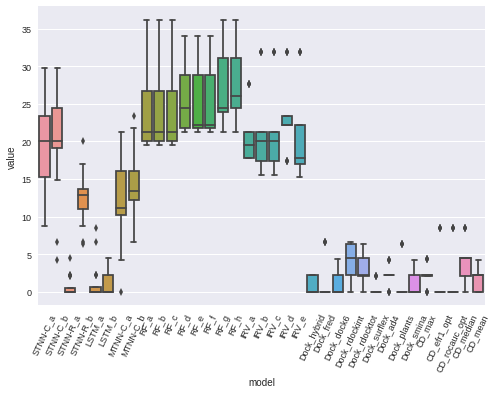 35
30
25
20
15
10
5
0
value
STNN-C_a
STNN-C_b
STNN-R_a
STNN-R_b
LSTM_a
LSTM_b
MTNN-C_a
MTNN-C_b
RF_a
RF_b
RF_c
RF_d
RF_e
RF_f
RF_g
RF_h
IRV_a
IRV_b
IRV_c
IRV_d
IRV_e
Dock_hybrid
Dock_fred
Dock_dock6
Dock_rdockint
Dock_rdocktot
Dock_surflex
Dock_ad4
Dock_plants
Dock_smina
CD_max
CD_efr1_opt
CD_rocauc_opt
CD_median
CD_mean
model